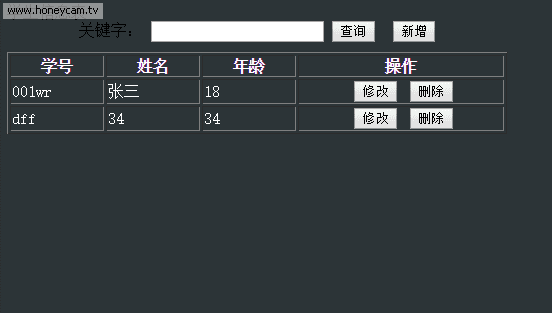 www.honeycam.tv
关键字： 查询 新增
学号 姓名 年龄 操作
001wr 张三 18 修改 删除
dff 34 34 修改 删除